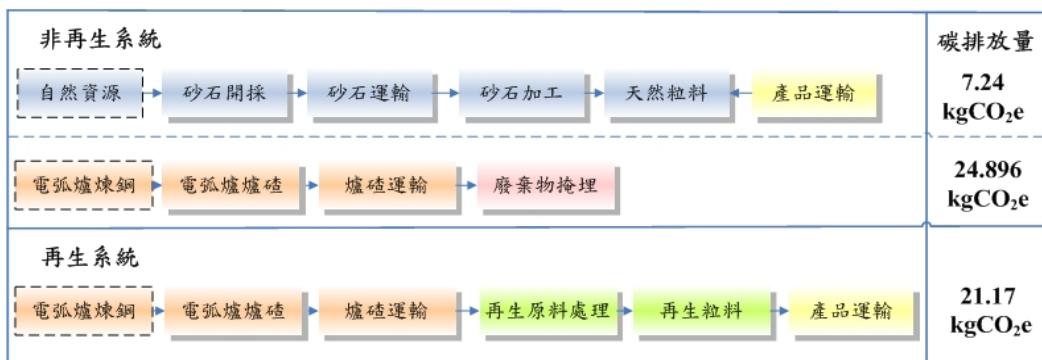 非再生系統
碳排放量
自然資源
砂石開採
砂石運輸
砂石加工
天然粒料
產品運輸
7.24
kgCO₂e
電弧爐煉鋼
電弧爐爐碴
爐碴運輸
廢棄物掩埋
24.896
kgCO₂e
再生系統
電弧爐煉鋼
電弧爐爐碴
爐碴運輸
再生原料處理
再生粒料
產品運輸
21.17
kgCO₂e